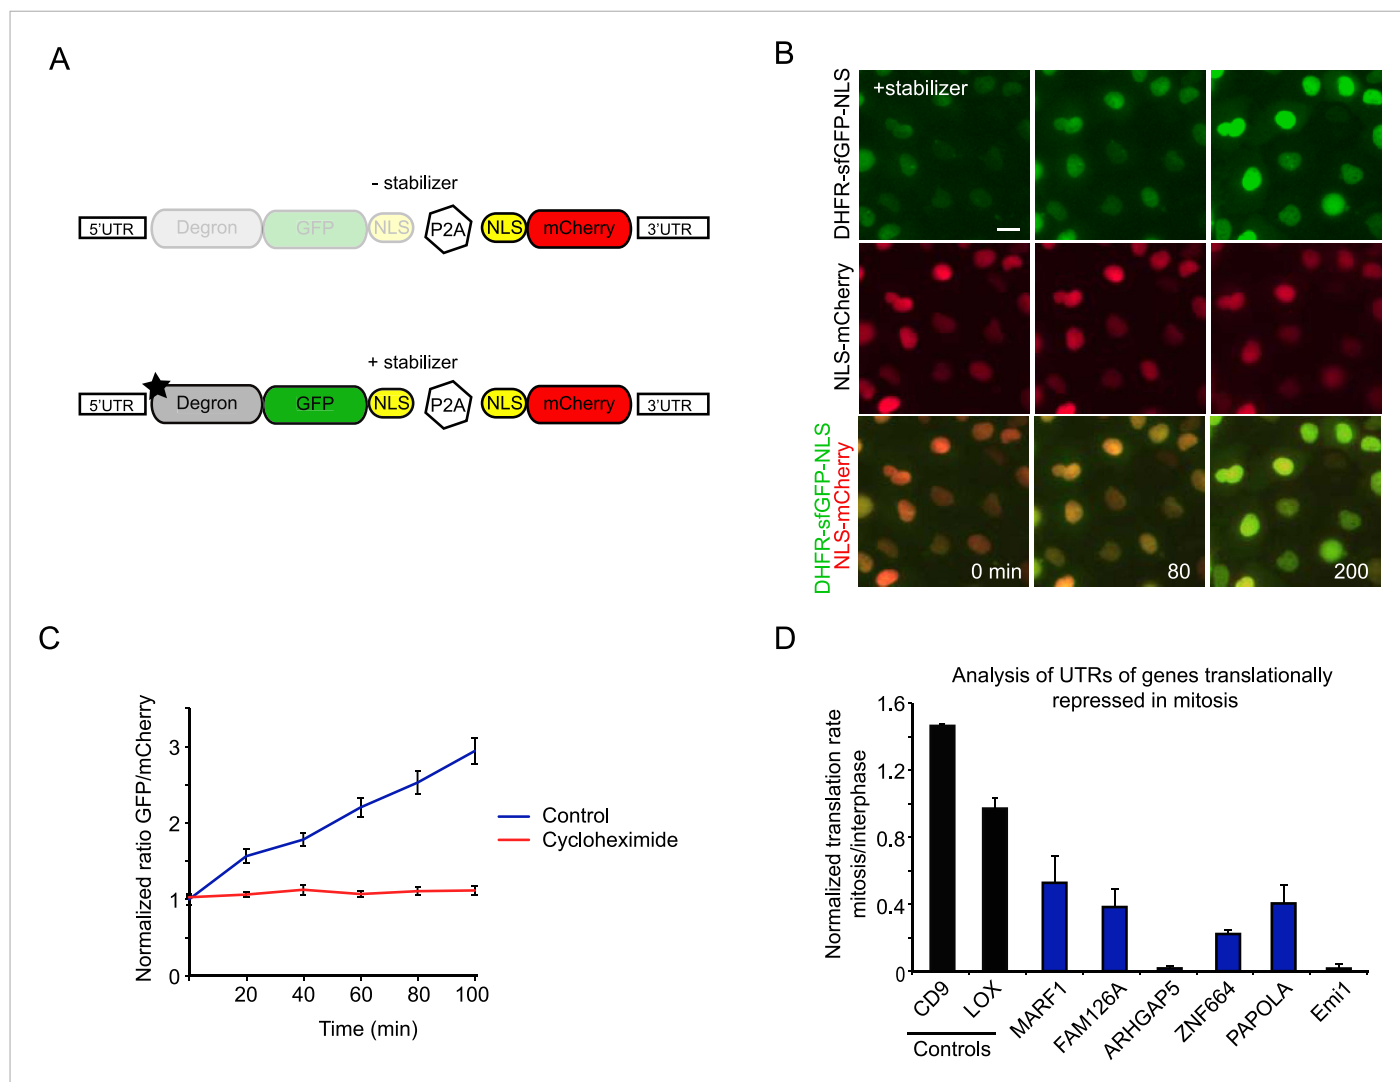 A
- stabilizer
5'UTR Degron GFP NLS P2A NLS mCherry 3'UTR
+ stabilizer
5'UTR Degron GFP NLS P2A NLS mCherry 3'UTR
B
DHFR-sfGFP-NLS
+stabilizer
NLS-mCherry
DHFR-sfGFP-NLS
NLS-mCherry
0 min 80 200
C
Normalized ratio GFP/mCherry
3
2
1
0
20 40 60 80 100
Time (min)
Control
Cycloheximide
D
Analysis of UTRs of genes translationally
repressed in mitosis
Normalized translation rate
mitosis/interphase
1.6
1.2
0.8
0.4
0
CD9 LOX MARF1 FAM126A ARHGAP5 ZNF664 PAPOLA Emi1
Controls